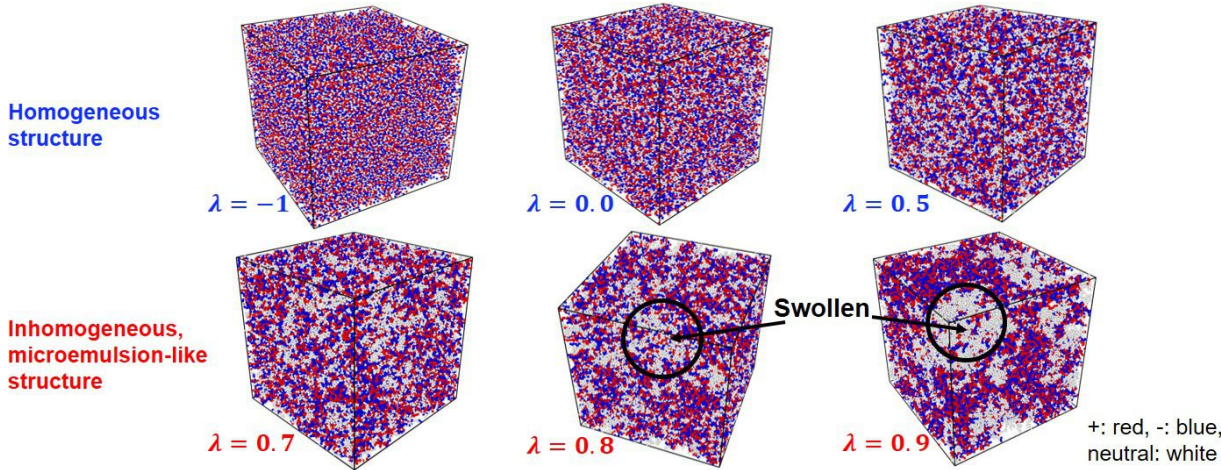 Homogeneous
structure
λ = −1
λ = 0.0
λ = 0.5
Inhomogeneous,
microemulsion-like
structure
Swollen
λ = 0.7
λ = 0.8
λ = 0.9
+: red, -: blue,
neutral: white